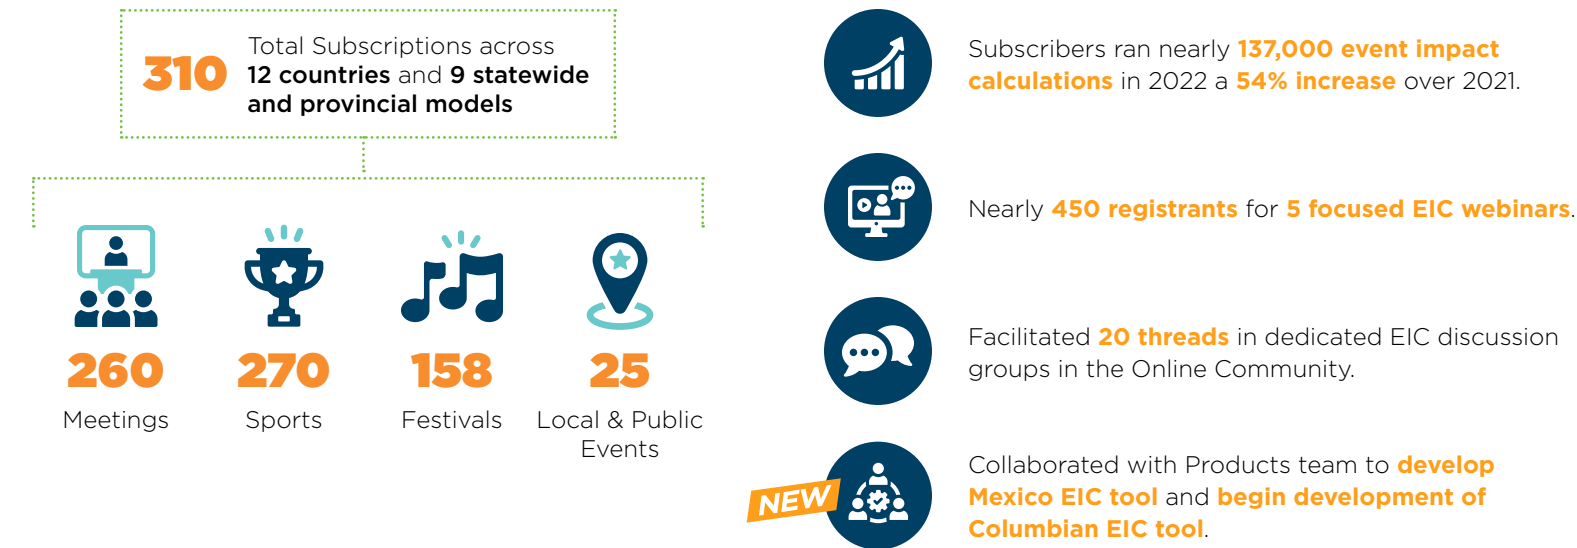 310
Total Subscriptions across
12 countries and 9 statewide
and provincial models
260
Meetings
270
Sports
158
Festivals
25
Local & Public
Events
Subscribers ran nearly 137,000 event impact
calculations in 2022 a 54% increase over 2021.
Nearly 450 registrants for 5 focused EIC webinars.
Facilitated 20 threads in dedicated EIC discussion
groups in the Online Community.
NEW
Collaborated with Products team to develop
Mexico EIC tool and begin development of
Columbian EIC tool.